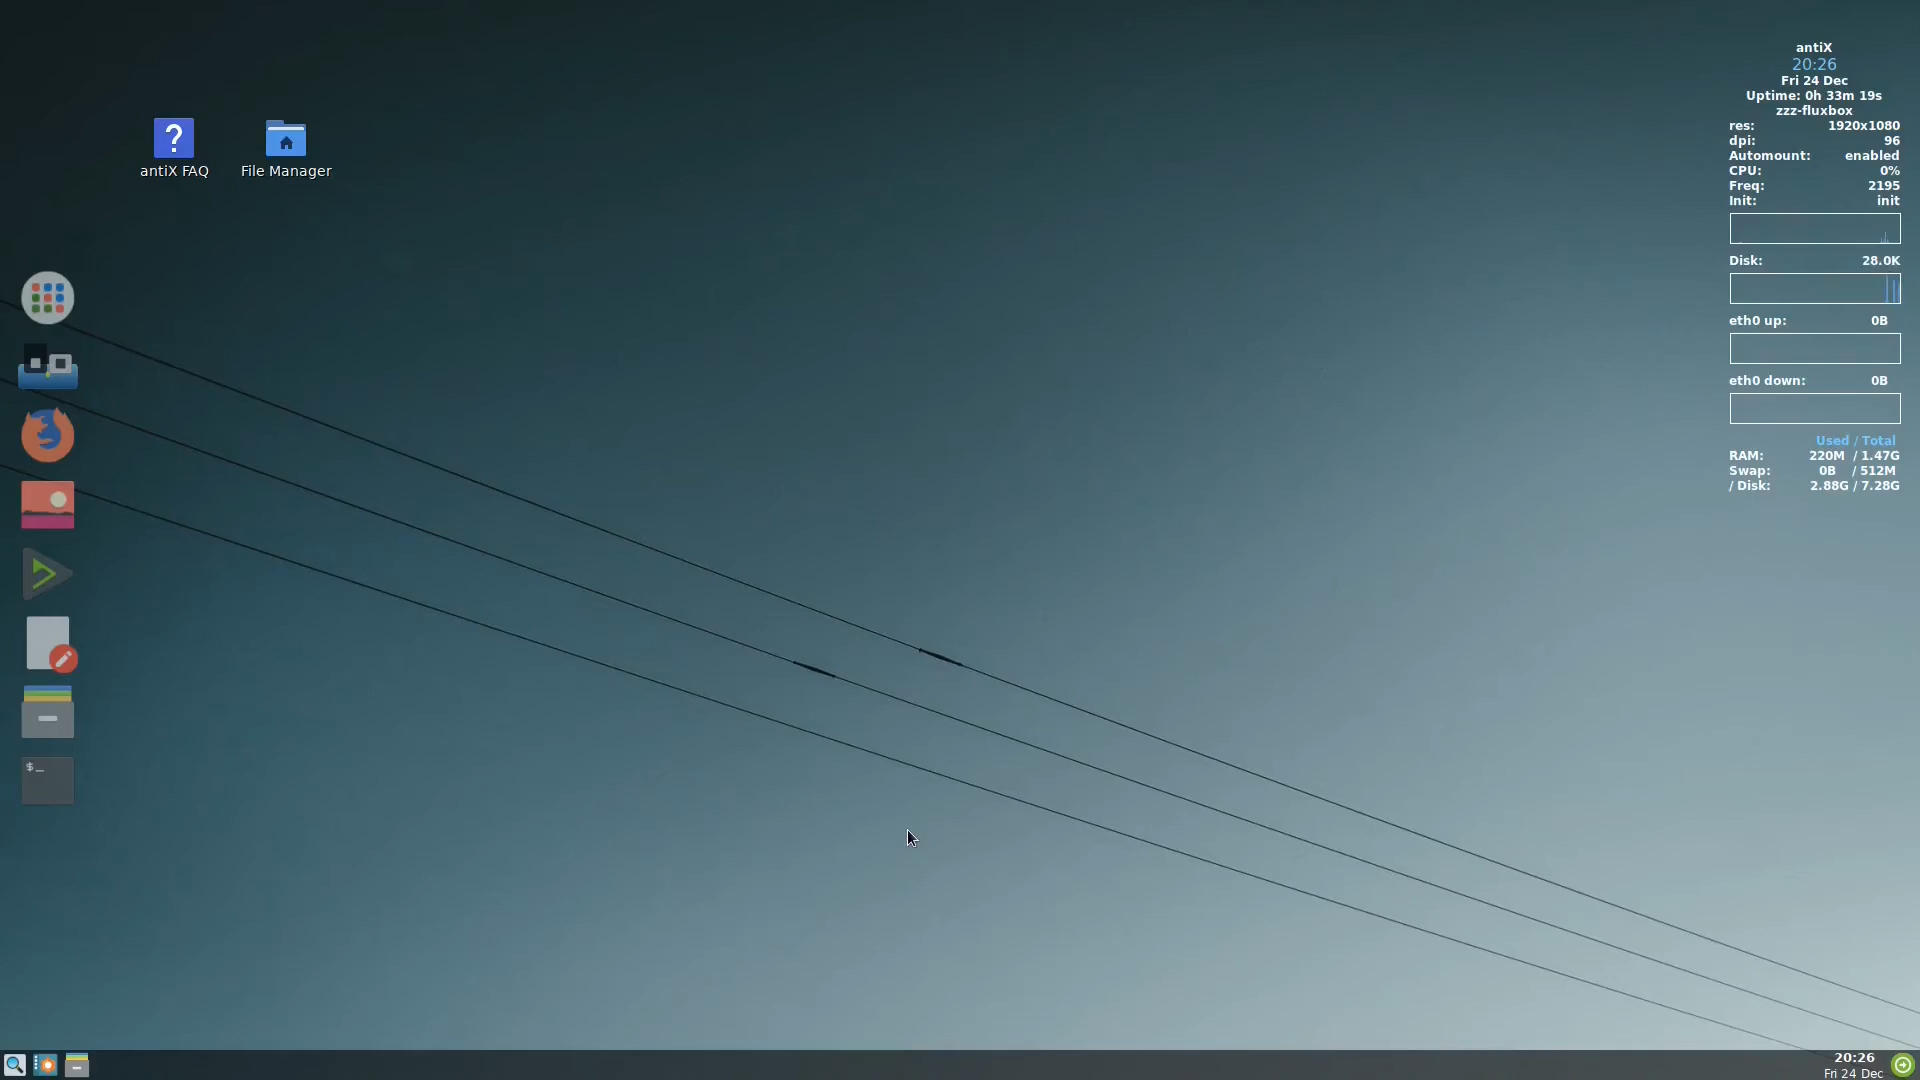 antiX
20:26
Fri 24 Dec
Uptime: 0h 33m 19s
zzz-fluxbox
res: 1920x1080
dpi: 96
Automount: enabled
CPU: 0%
Freq: 2195
Init: init
Disk: 28.0K
eth0 up: 0B
eth0 down: 0B
Used / Total
RAM: 220M / 1.47G
Swap: 0B / 512M
/ Disk: 2.88G / 7.28G
?
antiX FAQ
File Manager
$_
20:26
Fri 24 Dec